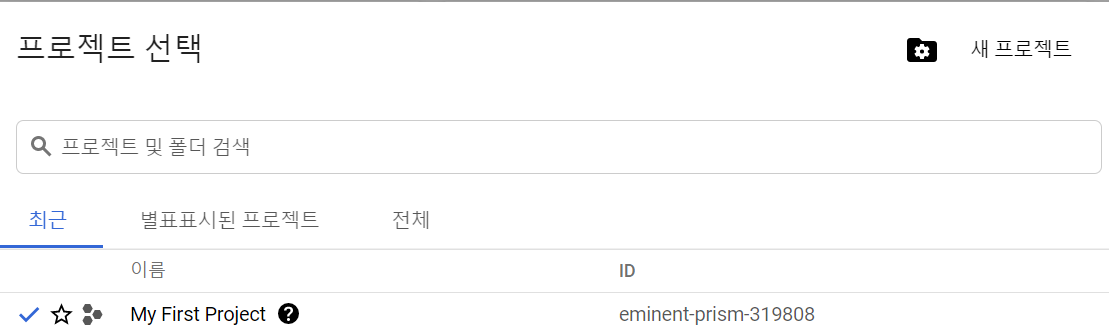 프로젝트 선택
새 프로젝트
프로젝트 및 폴더 검색
최근 별표표시된 프로젝트 전체
이름 ID
My First Project ? eminent-prism-319808